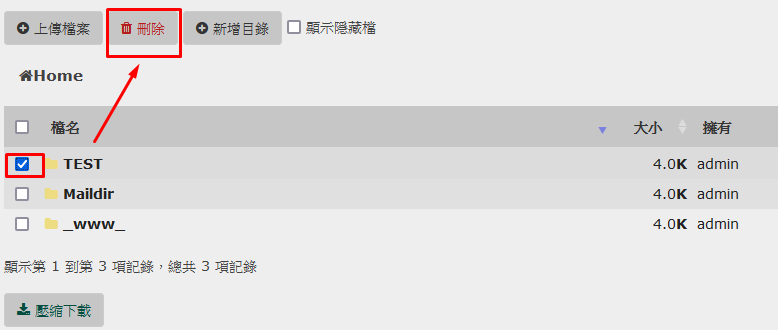 上傳檔案 刪除 新增目錄 顯示隱藏檔
Home
檔名 大小 擁有
TEST 4.0K admin
Maildir 4.0K admin
_www_ 4.0K admin
顯示第 1 到第 3 項記錄，總共 3 項記錄
壓縮下載